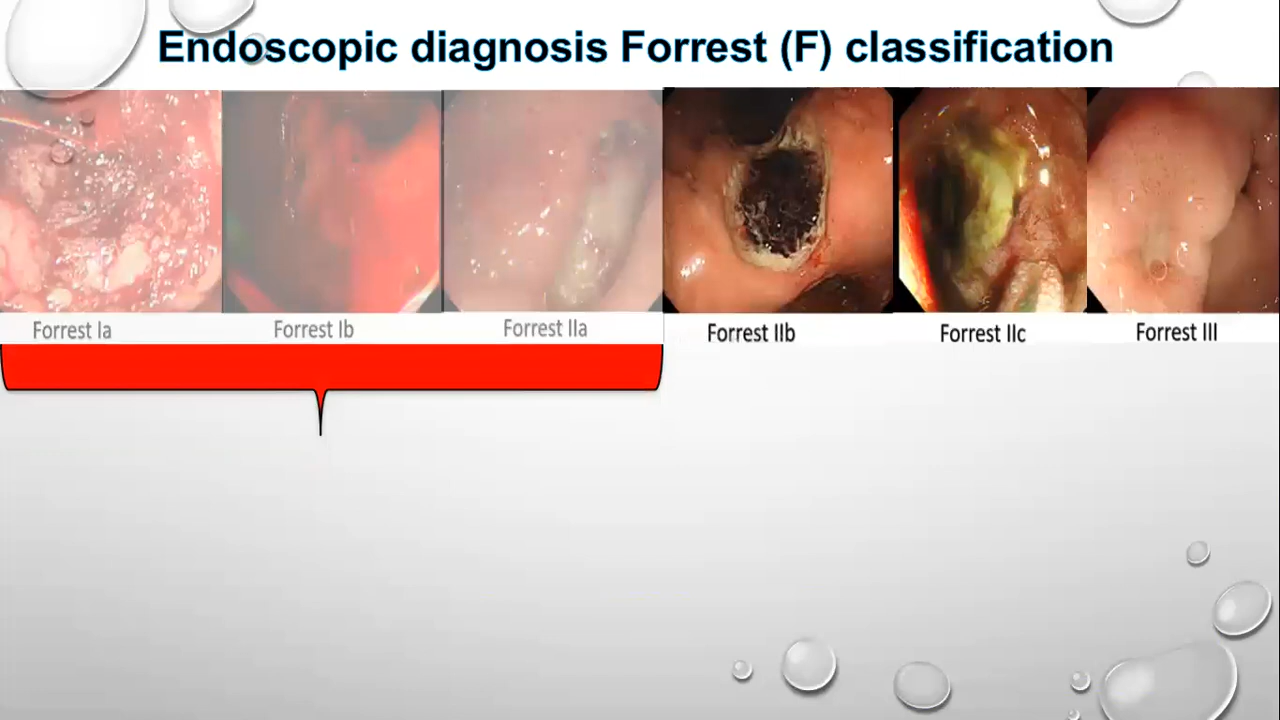 Endoscopic diagnosis Forrest (F) classification
Forrest Ia
Forrest Ib
Forrest IIa
Forrest IIb
Forrest IIc
Forrest III